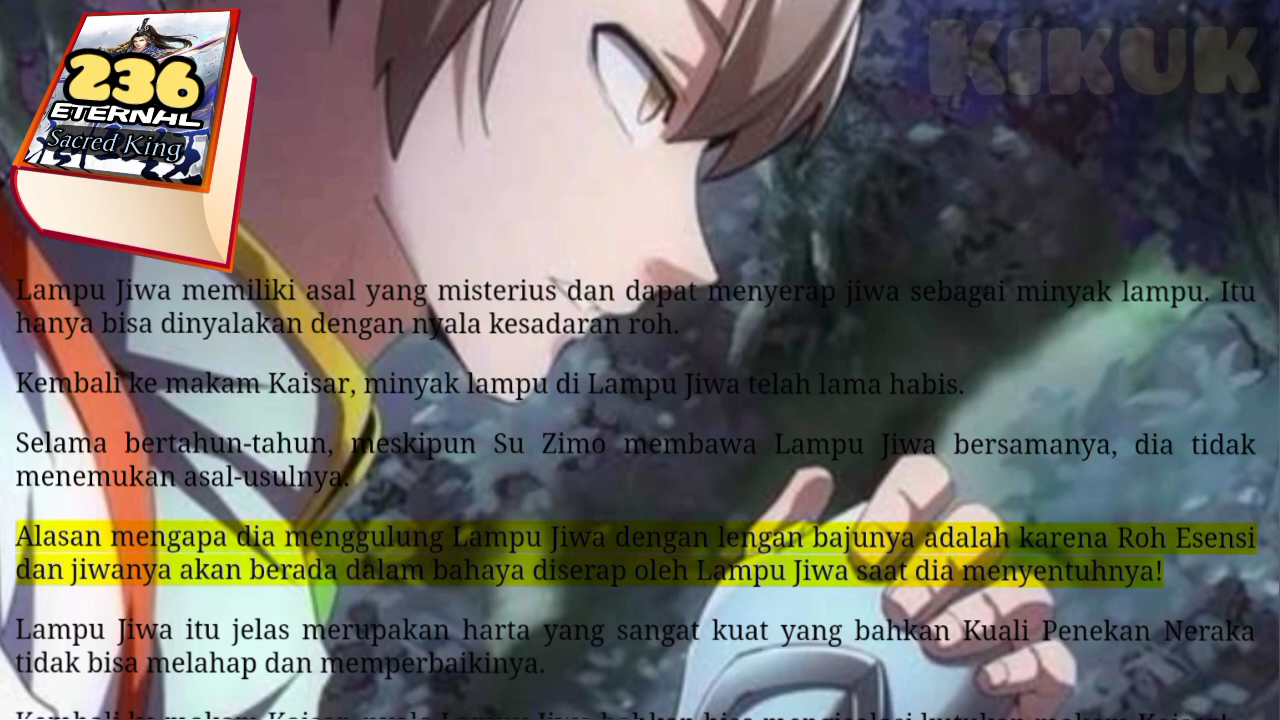 236
ETERNAL
Sacred King
KIKUK
Lampu Jiwa memiliki asal yang misterius dan dapat menyerap jiwa sebagai minyak lampu. Itu
hanya bisa dinyalakan dengan nyala kesadaran roh.
Kembali ke makam Kaisar, minyak lampu di Lampu Jiwa telah lama habis.
Selama bertahun-tahun, meskipun Su Zimo membawa Lampu Jiwa bersamanya, dia tidak
menemukan asal-usulnya.
Alasan mengapa dia menggulung Lampu Jiwa dengan lengan bajunya adalah karena Roh Esensi
dan jiwanya akan berada dalam bahaya diserap oleh Lampu Jiwa saat dia menyentuhnya!
Lampu Jiwa itu jelas merupakan harta yang sangat kuat yang bahkan Kuali Penekan Neraka
tidak bisa melahap dan memperbaikinya.